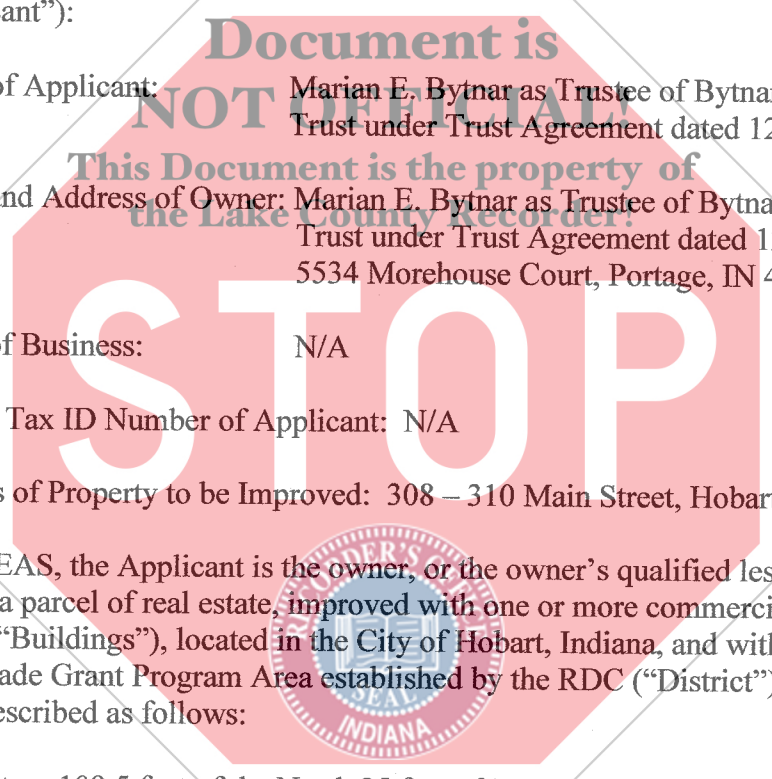 ant”):
Document is
of Applicant: Marian E. Bytnar as Trustee of Bytnar
NOT OFFICIAL!
Trust under Trust Agreement dated 12
This Document is the property of
nd Address of Owner: Marian E. Bytnar as Trustee of Bytna
the Lake County Recorder!
Trust under Trust Agreement dated 1
5534 Morehouse Court, Portage, IN 4
STOP
of Business: N/A
Tax ID Number of Applicant: N/A
s of Property to be Improved: 308 – 310 Main Street, Hobart
EAS, the Applicant is the owner, or the owner’s qualified les
a parcel of real estate, improved with one or more commerci
“Buildings”), located in the City of Hobart, Indiana, and with
ade Grant Program Area established by the RDC (“District”)
escribed as follows:
RECORDER'S
SEAL
INDIANA